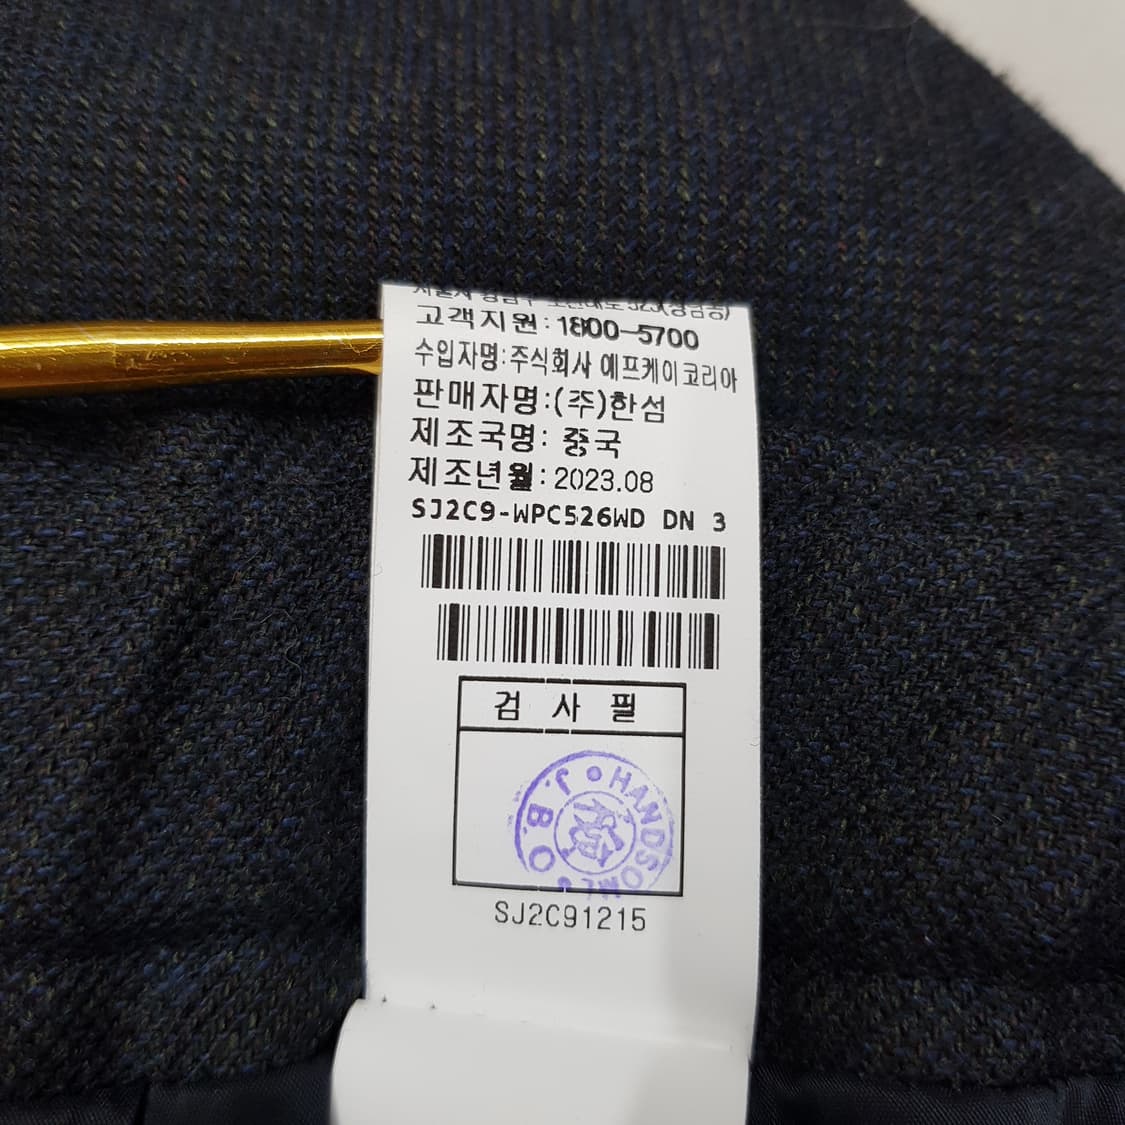 고객지원:1800-5700
수입자명:주식회사 에프케이코리아
판매자명:(주)한섬
제조국명: 중국
제조년월:2023.08
SJ2C9-WPC526WD DN 3
검 사 필
HANDSOME
J.B.O
SJ2C91215